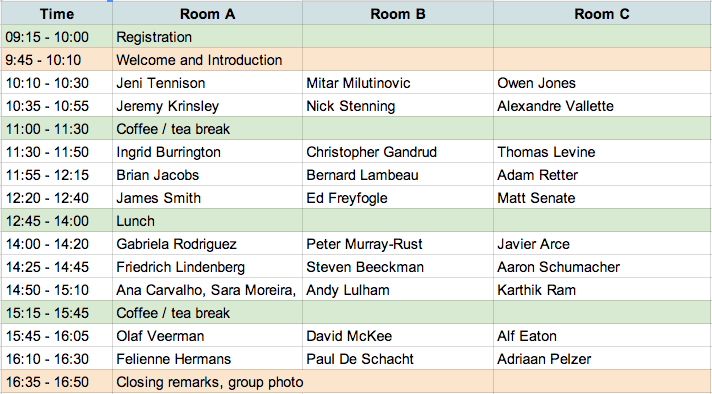 Time Room A Room B Room C
09:15 - 10:00 Registration
9:45 - 10:10 Welcome and Introduction
10:10 - 10:30 Jeni Tennison Mitar Milutinovic Owen Jones
10:35 - 10:55 Jeremy Krinsley Nick Stenning Alexandre Vallette
11:00 - 11:30 Coffee / tea break
11:30 - 11:50 Ingrid Burrington Christopher Gandrud Thomas Levine
11:55 - 12:15 Brian Jacobs Bernard Lambeau Adam Retter
12:20 - 12:40 James Smith Ed Freyfogle Matt Senate
12:45 - 14:00 Lunch
14:00 - 14:20 Gabriela Rodriguez Peter Murray-Rust Javier Arce
14:25 - 14:45 Friedrich Lindenberg Steven Beeckman Aaron Schumacher
14:50 - 15:10 Ana Carvalho, Sara Moreira, Andy Lulham Karthik Ram
15:15 - 15:45 Coffee / tea break
15:45 - 16:05 Olaf Veerman David McKee Alf Eaton
16:10 - 16:30 Felienne Hermans Paul De Schacht Adriaan Pelzer
16:35 - 16:50 Closing remarks, group photo